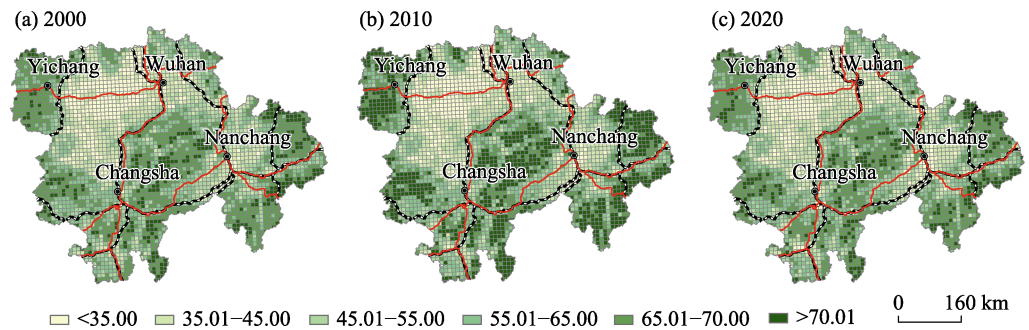 (a) 2000
Yichang
Wuhan
Nanchang
Changsha
(b) 2010
Yichang
Wuhan
Nanchang
Changsha
(c) 2020
Yichang
Wuhan
Nanchang
Changsha
<35.00 35.01−45.00 45.01−55.00 55.01−65.00 65.01−70.00 >70.01
0 160 km